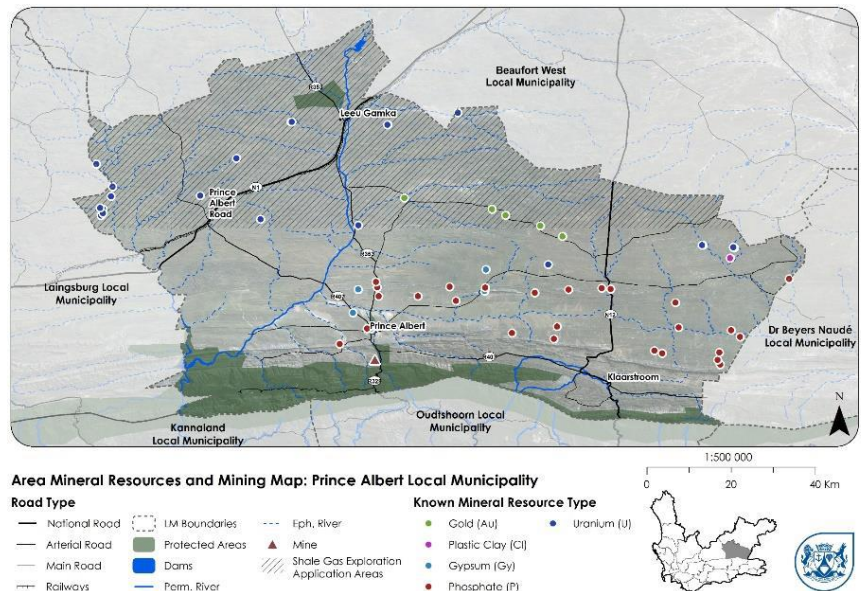 Beaufort West
Local Municipality
Leeu Gamka
N1
Prince
Albert
Road
Laingsburg Local
Municipality
R353
R407
Prince Albert
N12
Dr Beyers Naudé
Local Municipality
Klaarstroom
Kannaland
Local Municipality
Oudtshoorn Local
Municipality
N
1:500 000
0 20 40 Km
Area Mineral Resources and Mining Map: Prince Albert Local Municipality
Road Type
National Road
Arterial Road
Main Road
Railways
LM Boundaries
Protected Areas
Dams
Perm. River
Eph. River
Mine
Shale Gas Exploration
Application Areas
Known Mineral Resource Type
Gold (Au)
Plastic Clay (Cl)
Gypsum (Gy)
Phosphate (P)
Uranium (U)